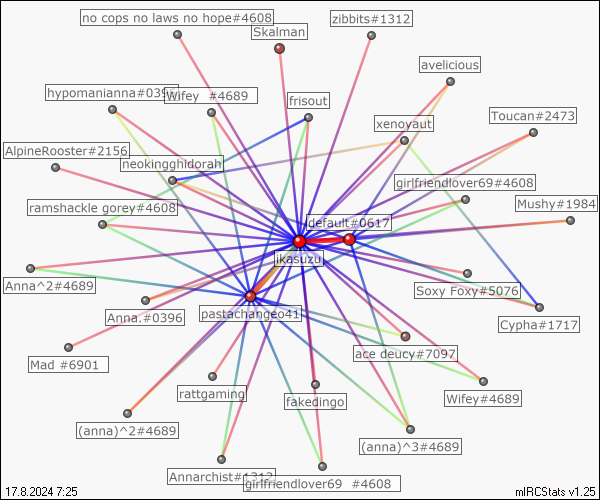 no cops no laws no hope#4608
zibbits#1312
Skalman
avelicious
hypomanianna#039
Wifey #4689
frisout
Toucan#2473
xenoyaut
AlpineRooster#2156
neokingghidorah
girlfriendlover69#4608
Mushy#1984
ramshackle gorey#4608
default#0617
jikasuzu
Anna^2#4689
Soxy Foxy#5076
Anna.#0396
pastachangeo41
Cypha#1717
ace deucy#7097
Mad #6901
rattgaming
fakedingo
Wifey#4689
(anna)^2#4689
(anna)^3#4689
Annarchist#1312
girlfriendlover69 #4608
17.8.2024 7:25
mIRCStats v1.25